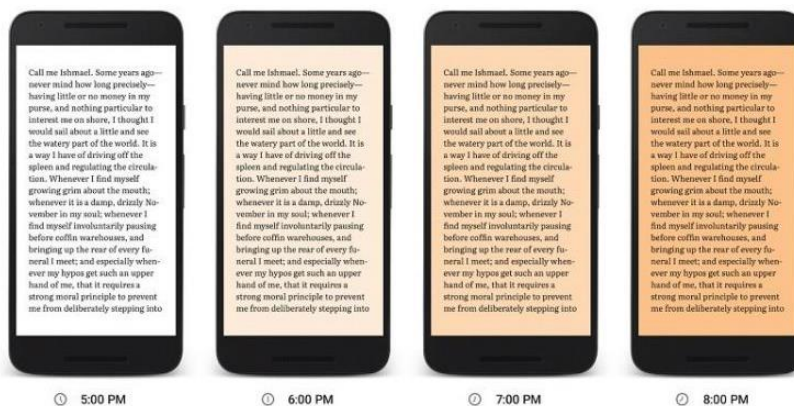 Call me Ishmael. Some years ago—
never mind how long precisely—
having little or no money in my
purse, and nothing particular to
interest me on shore, I thought I
would sail about a little and see
the watery part of the world. It is
a way I have of driving off the
spleen and regulating the circula-
tion. Whenever I find myself
growing grim about the mouth;
whenever it is a damp, drizzly No-
vember in my soul; whenever I
find myself involuntarily pausing
before coffin warehouses, and
bringing up the rear of every fu-
neral I meet; and especially when-
ever my hypos get such an upper
hand of me, that it requires a
strong moral principle to prevent
me from deliberately stepping into
5:00 PM
Call me Ishmael. Some years ago—
never mind how long precisely—
having little or no money in my
purse, and nothing particular to
interest me on shore, I thought I
would sail about a little and see
the watery part of the world. It is
a way I have of driving off the
spleen and regulating the circula-
tion. Whenever I find myself
growing grim about the mouth;
whenever it is a damp, drizzly No-
vember in my soul; whenever I
find myself involuntarily pausing
before coffin warehouses, and
bringing up the rear of every fu-
neral I meet; and especially when-
ever my hypos get such an upper
hand of me, that it requires a
strong moral principle to prevent
me from deliberately stepping into
6:00 PM
Call me Ishmael. Some years ago—
never mind how long precisely—
having little or no money in my
purse, and nothing particular to
interest me on shore, I thought I
would sail about a little and see
the watery part of the world. It is
a way I have of driving off the
spleen and regulating the circula-
tion. Whenever I find myself
growing grim about the mouth;
whenever it is a damp, drizzly No-
vember in my soul; whenever I
find myself involuntarily pausing
before coffin warehouses, and
bringing up the rear of every fu-
neral I meet; and especially when-
ever my hypos get such an upper
hand of me, that it requires a
strong moral principle to prevent
me from deliberately stepping into
7:00 PM
Call me Ishmael. Some years ago—
never mind how long precisely—
having little or no money in my
purse, and nothing particular to
interest me on shore, I thought I
would sail about a little and see
the watery part of the world. It is
a way I have of driving off the
spleen and regulating the circula-
tion. Whenever I find myself
growing grim about the mouth;
whenever it is a damp, drizzly No-
vember in my soul; whenever I
find myself involuntarily pausing
before coffin warehouses, and
bringing up the rear of every fu-
neral I meet; and especially when-
ever my hypos get such an upper
hand of me, that it requires a
strong moral principle to prevent
me from deliberately stepping into
8:00 PM